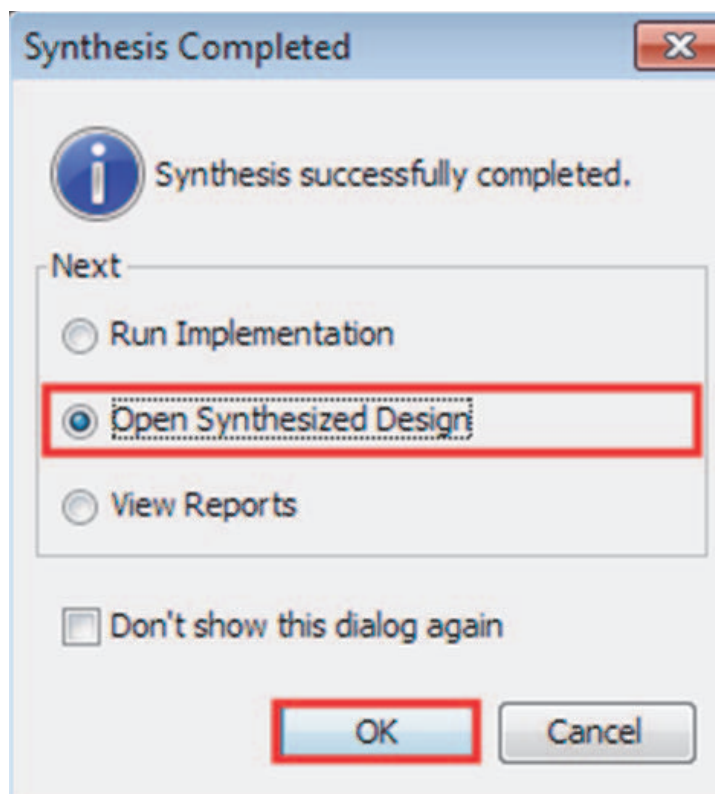 Synthesis Completed
Synthesis successfully completed.
Next
Run Implementation
Open Synthesized Design
View Reports
Don't show this dialog again
OK
Cancel